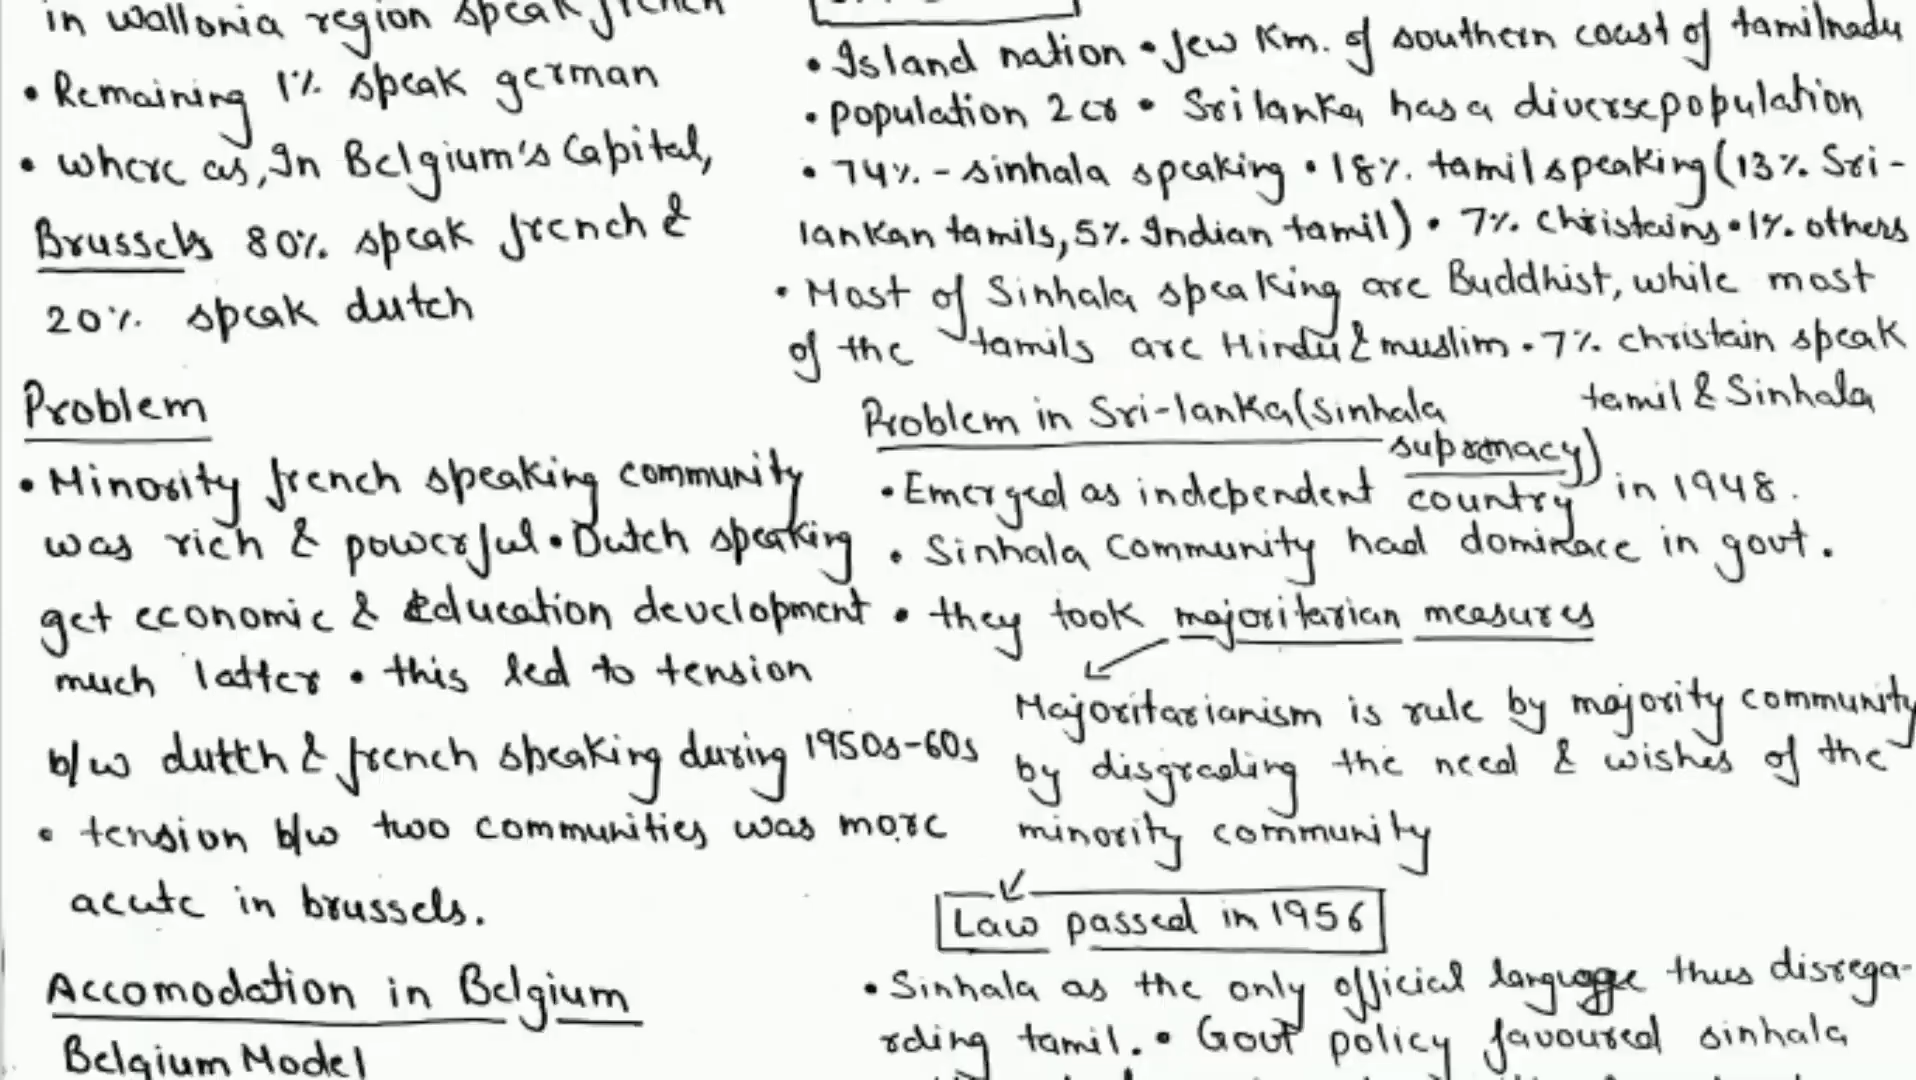 in wallonia region speak french
• Remaining 1% speak german
• where as, In Belgium's Capital,
Brussels 80% speak french &
20% speak dutch
Problem
• Minority french speaking community
was rich & powerful • Dutch speaking
get economic & education development
much latter • this led to tension
b/w dutch & french speaking during 1950s-60s
• tension b/w two communities was more
acute in brussels.
Accomodation in Belgium
Belgium Model
• Island nation • few Km. of southern coast of tamilnadu
• population 2 cr • Sri lanka has a diverse population
• 74% - sinhala speaking • 18% tamil speaking (13% Sri-
lankan tamils, 5% Indian tamil) • 7% Christains • 1% others
• Most of Sinhala speaking are Buddhist, while most
of the tamils are Hindu & muslim • 7% christain speak
tamil & Sinhala
Problem in Sri-lanka (Sinhala
supremacy)
• Emerged as independent country in 1948.
• Sinhala Community had dominace in govt.
• they took majoritarian measures
Majoritarianism is rule by majority community
by disgrading the need & wishes of the
minority community
Law passed in 1956
• Sinhala as the only official language thus disrega-
rding tamil. • Govt policy favoured sinhala